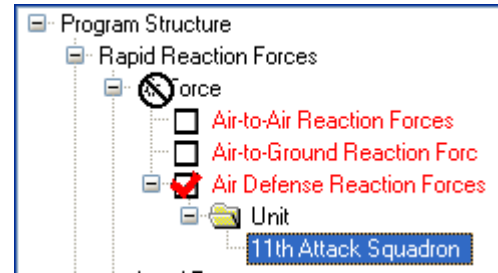 Program Structure
Rapid Reaction Forces
orce
Air-to-Air Reaction Forces
Air-to-Ground Reaction Forc
Air Defense Reaction Forces
Unit
11th Attack Squadron